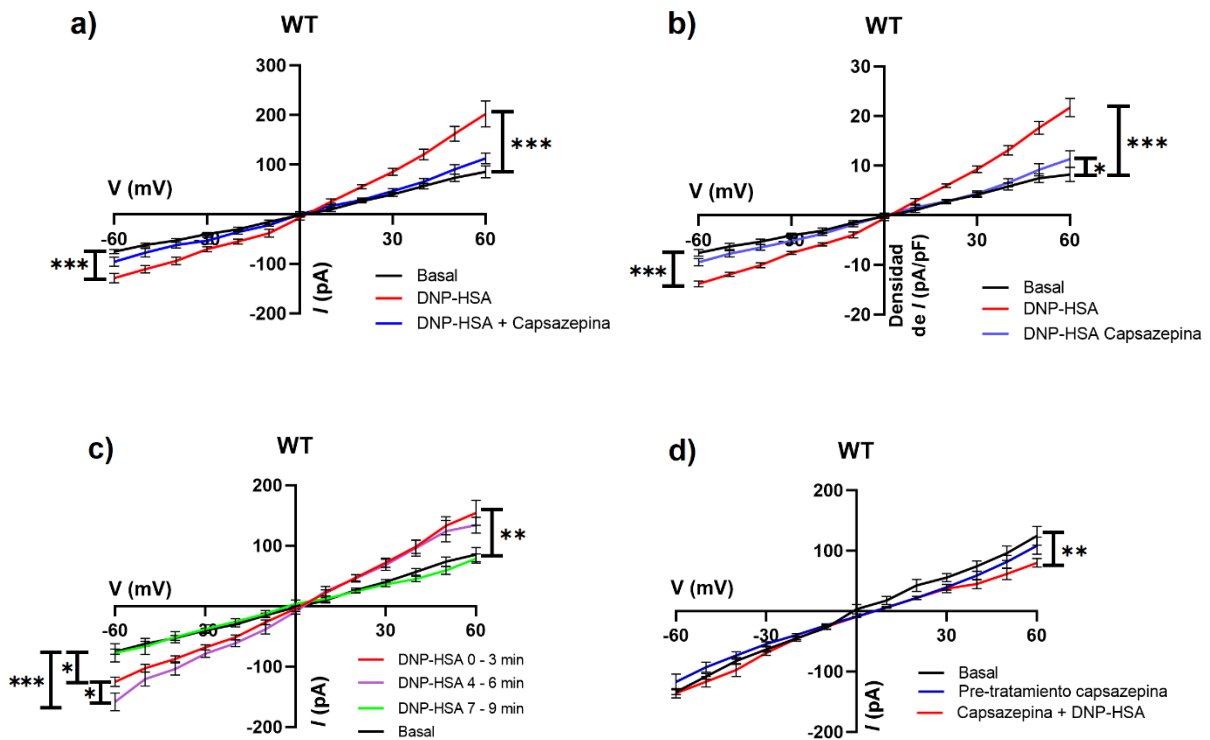 a)
WT
300
200
100
-100
-200
V (mV)
-60
-30
30
60
I (pA)
***
***
Basal
DNP-HSA
DNP-HSA + Capsazepina
b)
WT
30
20
10
-10
-20
V (mV)
-60
-30
30
60
Densidad
de I (pA/pF)
***
*
***
Basal
DNP-HSA
DNP-HSA Capsazepina
c)
WT
200
100
-100
-200
V (mV)
-60
-30
30
60
I (pA)
**
***
*
*
DNP-HSA 0 - 3 min
DNP-HSA 4 - 6 min
DNP-HSA 7 - 9 min
Basal
d)
WT
200
100
-100
-200
V (mV)
-60
-30
30
60
I (pA)
**
Basal
Pre-tratamiento capsazepina
Capsazepina + DNP-HSA